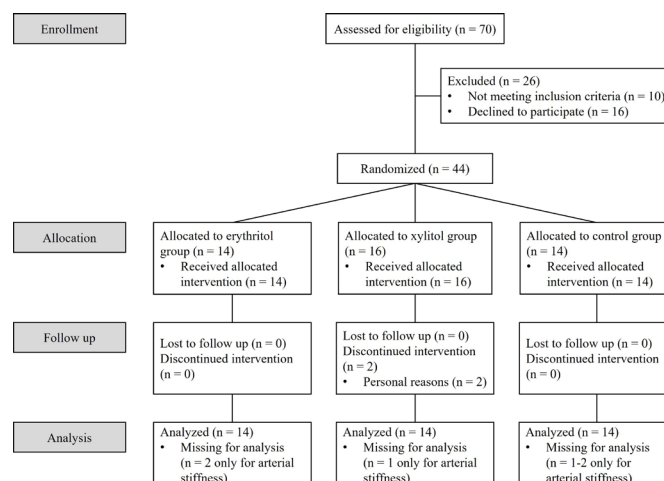 Enrollment
Assessed for eligibility (n = 70)
Excluded (n = 26)
• Not meeting inclusion criteria (n = 10)
• Declined to participate (n = 16)
Randomized (n = 44)
Allocation
Allocated to erythritol
group (n = 14)
• Received allocated
intervention (n = 14)
Allocated to xylitol group
(n = 16)
• Received allocated
intervention (n = 16)
Allocated to control group
(n = 14)
• Received allocated
intervention (n = 14)
Follow up
Lost to follow up (n = 0)
Discontinued intervention
(n = 0)
Lost to follow up (n = 0)
Discontinued intervention
(n = 2)
• Personal reasons (n = 2)
Lost to follow up (n = 0)
Discontinued intervention
(n = 0)
Analysis
Analyzed (n = 14)
• Missing for analysis
(n = 2 only for arterial
stiffness)
Analyzed (n = 14)
• Missing for analysis
(n = 1 only for arterial
stiffness)
Analyzed (n = 14)
• Missing for analysis
(n = 1-2 only for
arterial stiffness)